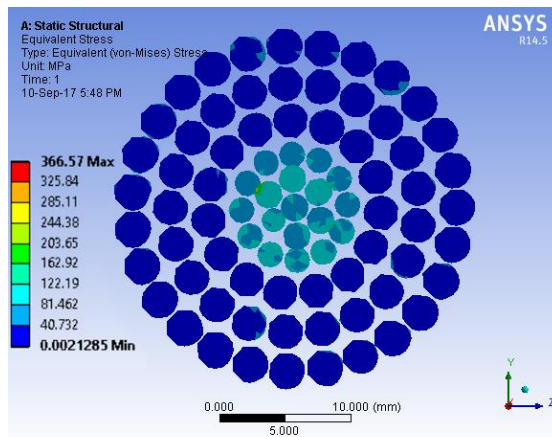 A: Static Structural
Equivalent Stress
Type: Equivalent (von-Mises) Stress
Unit: MPa
Time: 1
10-Sep-17 5:48 PM
ANSYS
R14.5
366.57 Max
325.84
285.11
244.38
203.65
162.92
122.19
81.462
40.732
0.0021285 Min
0.000
10.000 (mm)
5.000
Y
Z